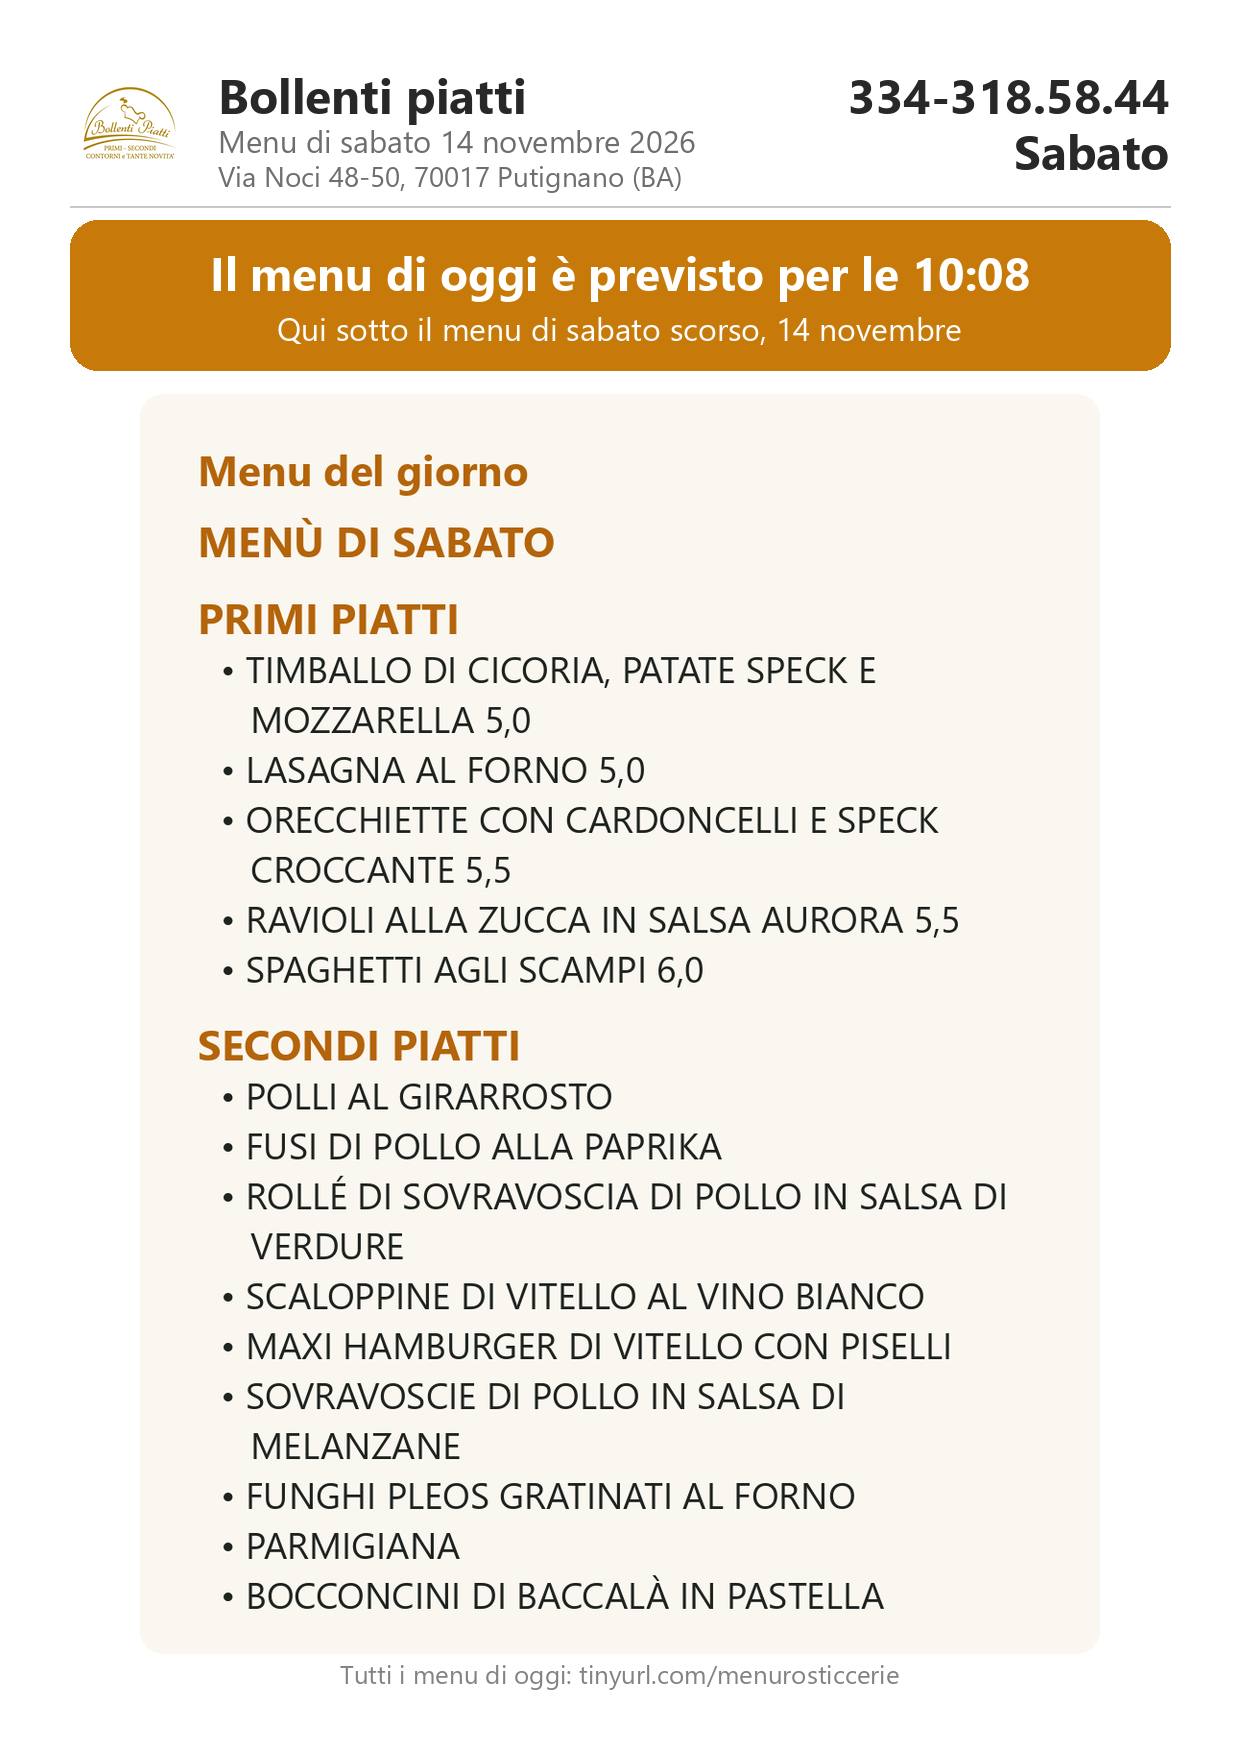 Bollenti Piatti
PRIMI - SECONDI
CONTORNI e TANTE NOVITA'
Bollenti piatti
Menu di sabato 14 novembre 2026
Via Noci 48-50, 70017 Putignano (BA)
334-318.58.44
Sabato
Il menu di oggi è previsto per le 10:08
Qui sotto il menu di sabato scorso, 14 novembre
Menu del giorno
MENÙ DI SABATO
PRIMI PIATTI
• TIMBALLO DI CICORIA, PATATE SPECK E
MOZZARELLA 5,0
• LASAGNA AL FORNO 5,0
• ORECCHIETTE CON CARDONCELLI E SPECK
CROCCANTE 5,5
• RAVIOLI ALLA ZUCCA IN SALSA AURORA 5,5
• SPAGHETTI AGLI SCAMPI 6,0
SECONDI PIATTI
• POLLI AL GIRARROSTO
• FUSI DI POLLO ALLA PAPRIKA
• ROLLÉ DI SOVRAVOSCIA DI POLLO IN SALSA DI
VERDURE
• SCALOPPINE DI VITELLO AL VINO BIANCO
• MAXI HAMBURGER DI VITELLO CON PISELLI
• SOVRAVOSCIE DI POLLO IN SALSA DI
MELANZANE
• FUNGHI PLEOS GRATINATI AL FORNO
• PARMIGIANA
• BOCCONCINI DI BACCALÀ IN PASTELLA
Tutti i menu di oggi: tinyurl.com/menurosticcerie